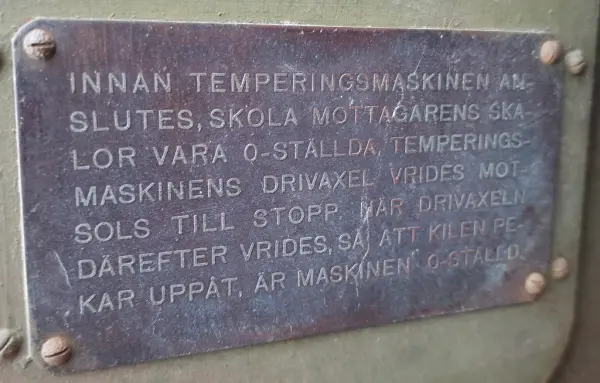 INNAN TEMPERINGSMASKINEN AN-
SLUTES, SKOLA MOTTAGARENS SKA-
LOR VARA 0-STÄLLDA. TEMPERINGS-
MASKINENS DRIVAXEL VRIDES MOT-
SOLS TILL STOPP. NÄR DRIVAXELN
DÄREFTER VRIDES, SÅ ATT KILEN PE-
KAR UPPÅT, ÄR MASKINEN 0-STÄLLD.